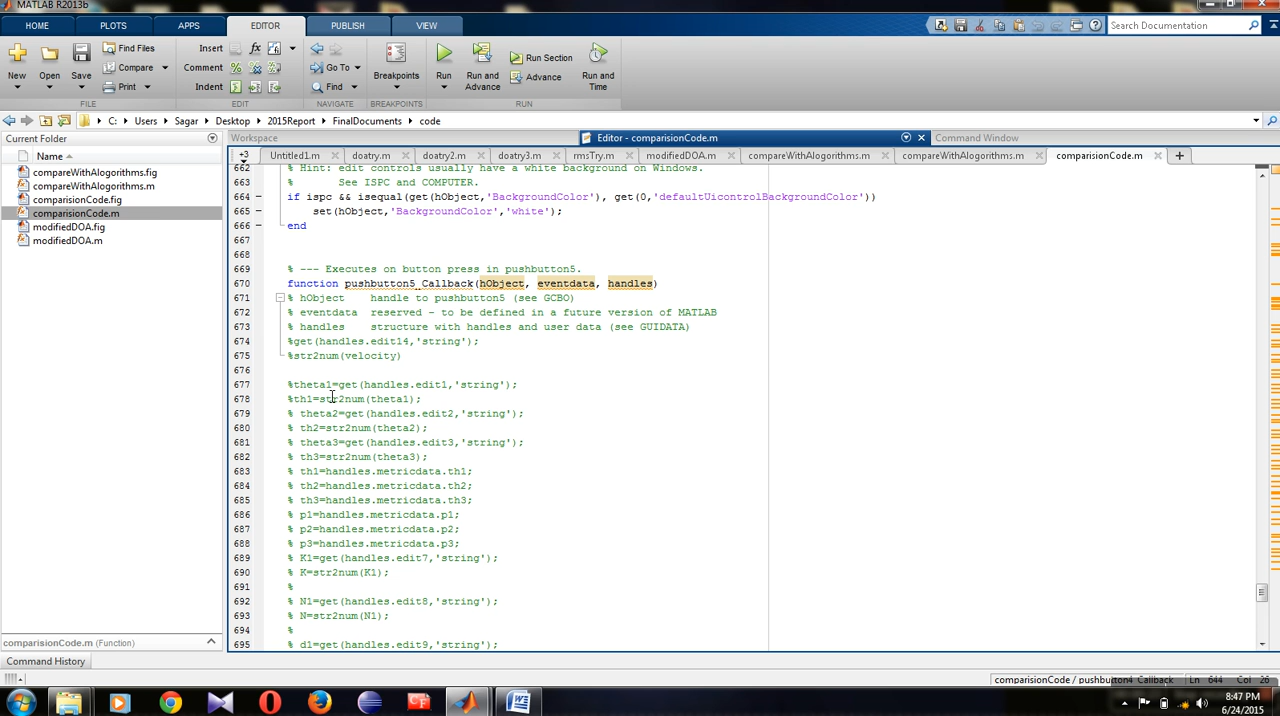 MATLAB R2013b
HOME PLOTS APPS EDITOR PUBLISH VIEW
Search Documentation
New Open Save Find Files Compare Print
Insert Comment Indent
Go To Find
Breakpoints
Run Run and Advance Run Section Advance Run and Time
FILE EDIT NAVIGATE BREAKPOINTS RUN
C: Users Sagar Desktop 2015Report FinalDocuments code
Current Folder
Workspace
Editor - comparisionCode.m
Command Window
Name
compareWithAlogorithms.fig
compareWithAlogorithms.m
comparisionCode.fig
comparisionCode.m
modifiedDOA.fig
modifiedDOA.m
+3 Untitled1.m doatry.m doatry2.m doatry3.m rmsTry.m modifiedDOA.m compareWithAlogorithms.m compareWithAlogorithms.m comparisionCode.m
662 % Hint: edit controls usually have a white background on Windows.
663 % See ISPC and COMPUTER.
664 if ispc && isequal(get(hObject,'BackgroundColor'), get(0,'defaultUicontrolBackgroundColor'))
665 set(hObject,'BackgroundColor','white');
666 end
667
668
669 % --- Executes on button press in pushbutton5.
670 function pushbutton5_Callback(hObject, eventdata, handles)
671 % hObject handle to pushbutton5 (see GCBO)
672 % eventdata reserved - to be defined in a future version of MATLAB
673 % handles structure with handles and user data (see GUIDATA)
674 %get(handles.edit14,'string');
675 %str2num(velocity)
676
677 %theta1=get(handles.edit1,'string');
678 %th1=str2num(theta1);
679 % theta2=get(handles.edit2,'string');
680 % th2=str2num(theta2);
681 % theta3=get(handles.edit3,'string');
682 % th3=str2num(theta3);
683 % th1=handles.metricdata.th1;
684 % th2=handles.metricdata.th2;
685 % th3=handles.metricdata.th3;
686 % p1=handles.metricdata.p1;
687 % p2=handles.metricdata.p2;
688 % p3=handles.metricdata.p3;
689 % K1=get(handles.edit7,'string');
690 % K=str2num(K1);
691 %
692 % N1=get(handles.edit8,'string');
693 % N=str2num(N1);
694 %
695 % d1=get(handles.edit9,'string');
comparisionCode.m (Function)
Command History
comparisionCode / pushbutton4_Callback Ln 644 Col 26
8:47 PM
6/24/2015